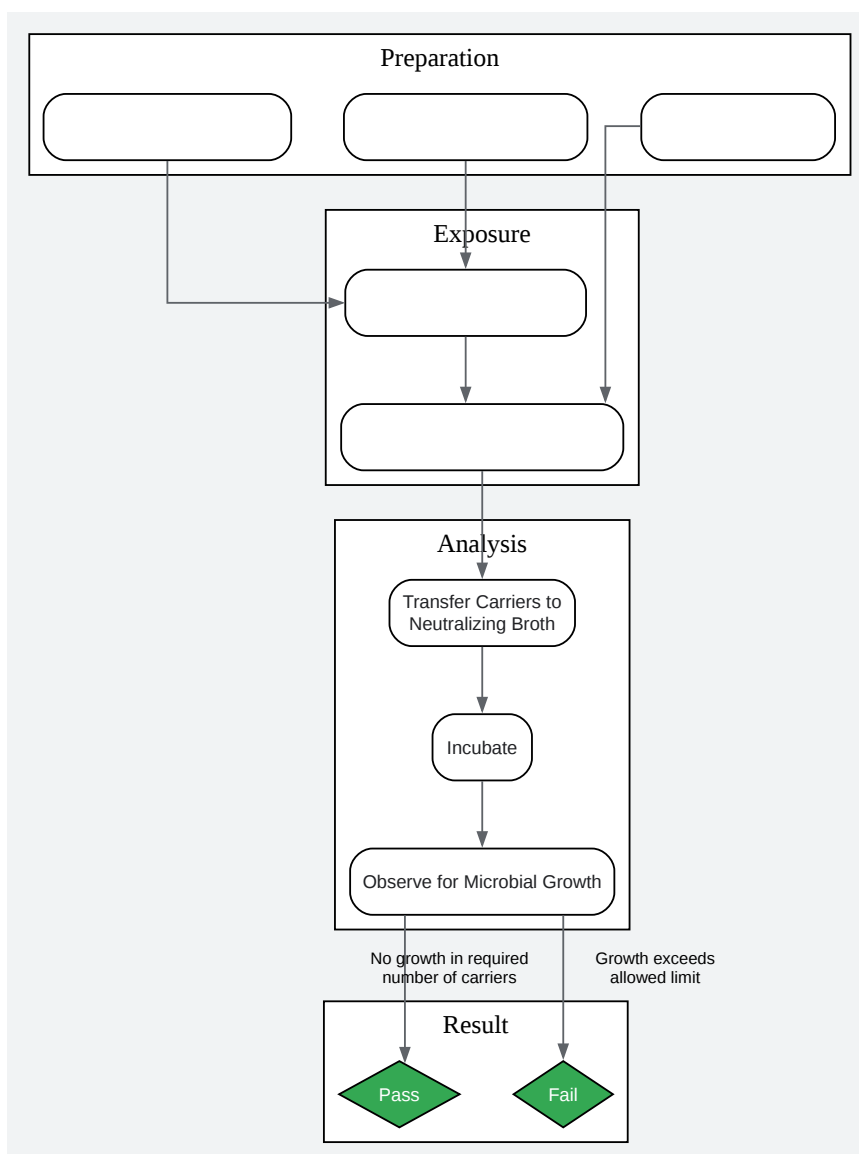 Preparation
Exposure
Analysis
Transfer Carriers to
Neutralizing Broth
Incubate
Observe for Microbial Growth
No growth in required
number of carriers
Growth exceeds
allowed limit
Result
Pass
Fail